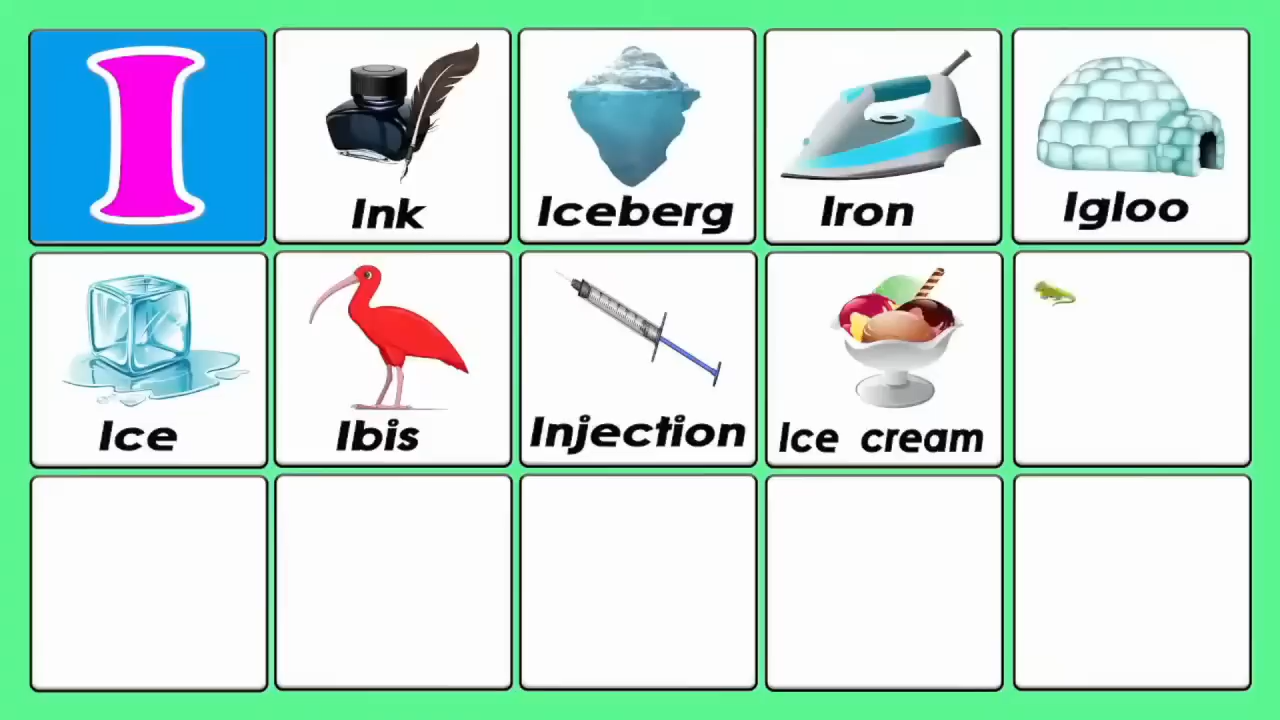 I
Ink
Iceberg
Iron
Igloo
Ice
Ibis
Injection
Ice cream